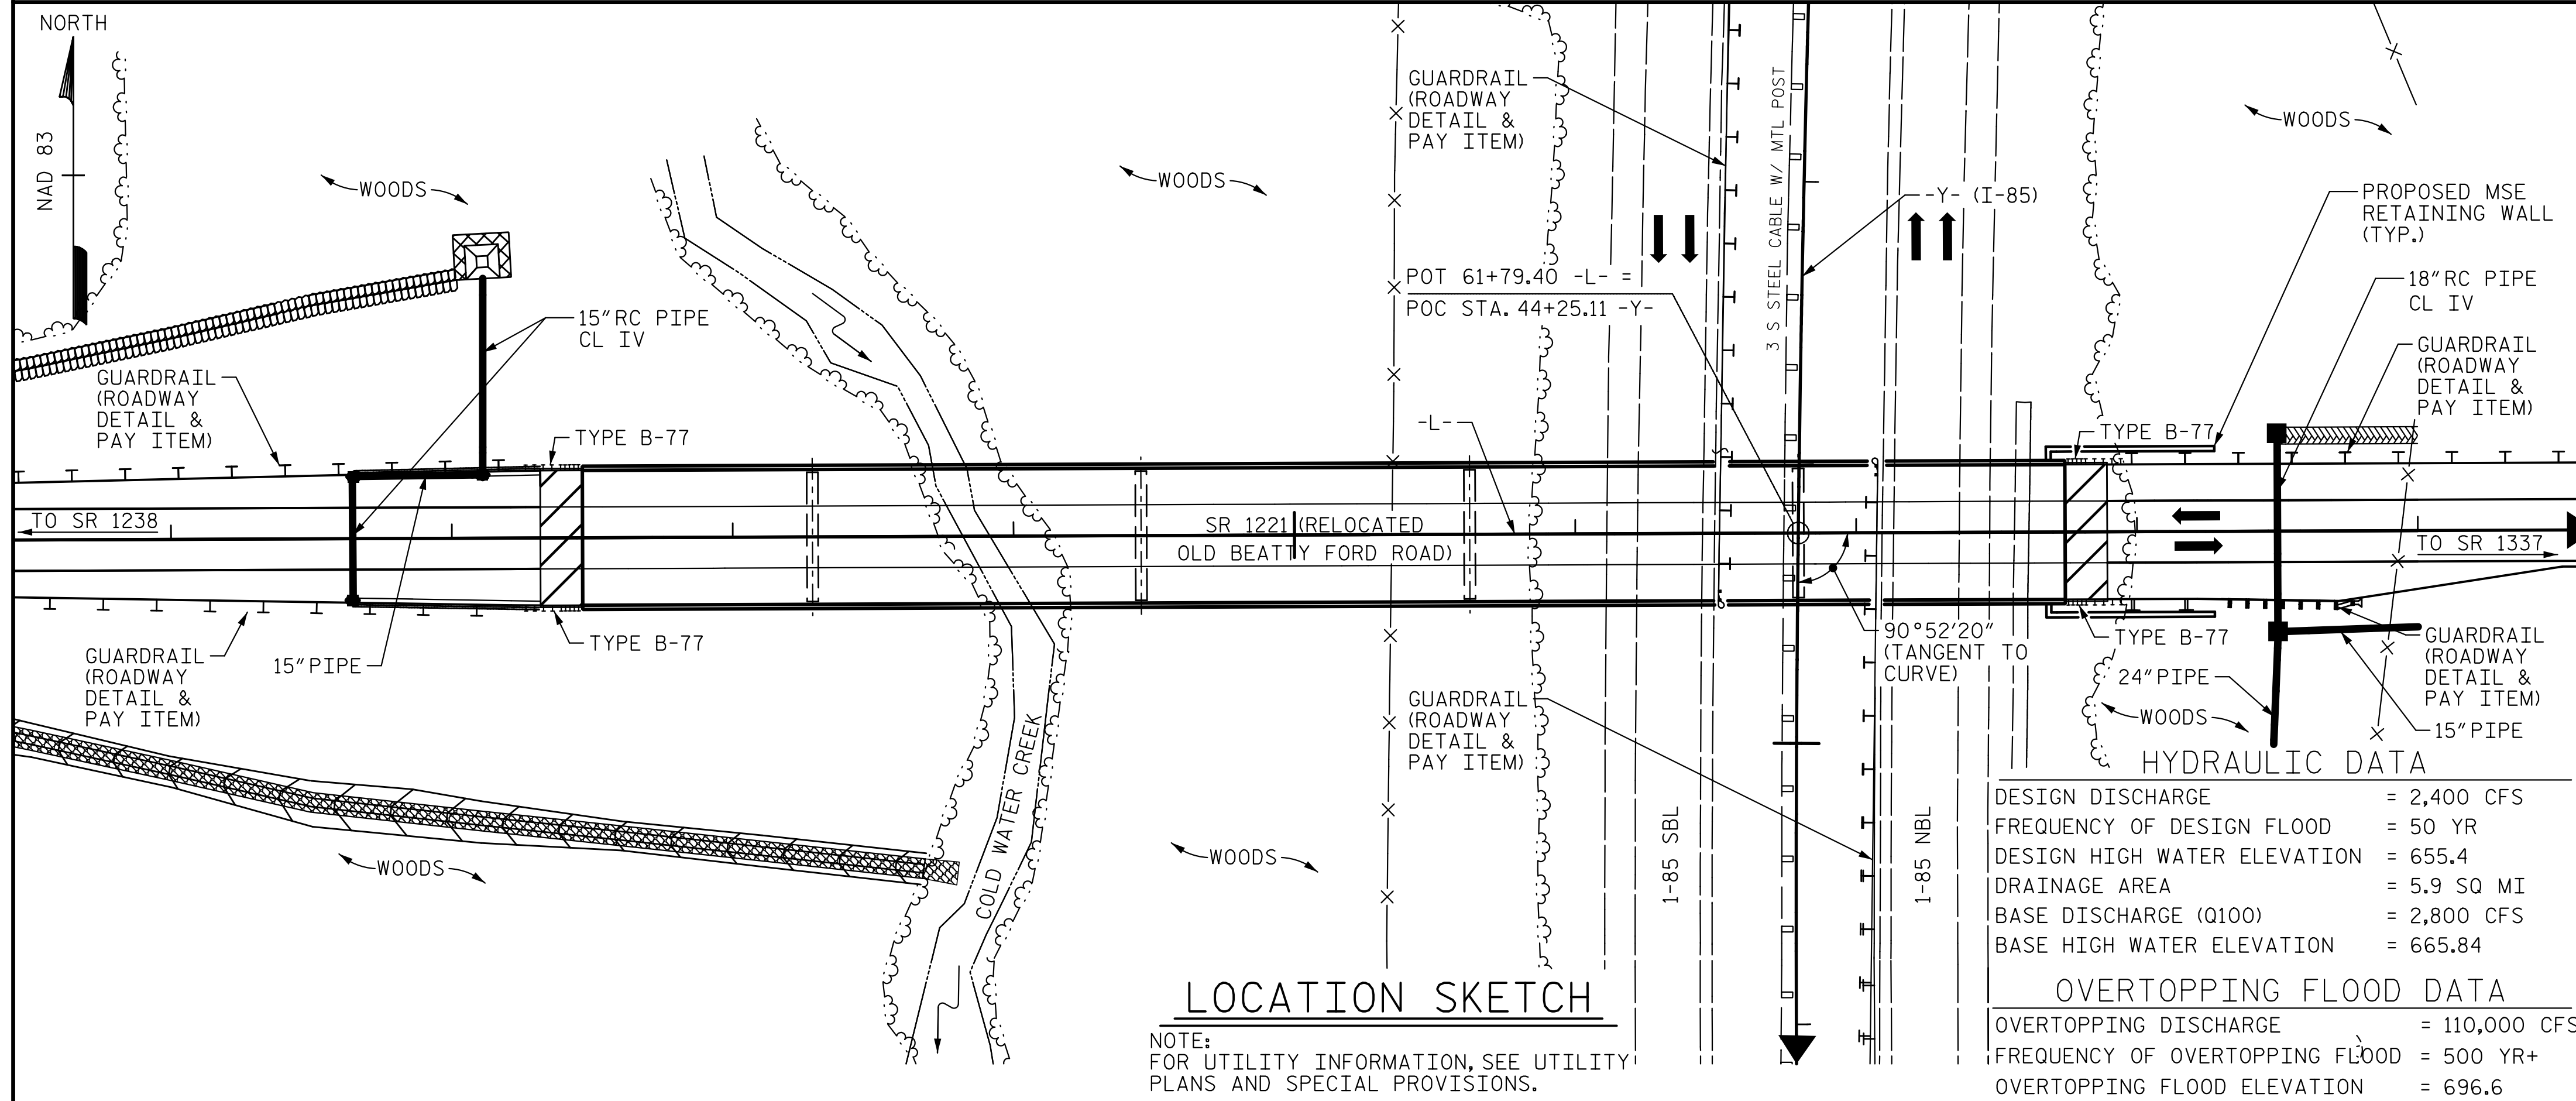 NORTH
NAD 83
WOODS
15" RC PIPE
CL IV
GUARDRAIL
(ROADWAY
DETAIL &
PAY ITEM)
TYPE B-77
TO SR 1238
GUARDRAIL
(ROADWAY
DETAIL &
PAY ITEM)
15" PIPE
TYPE B-77
WOODS
COLD WATER CREEK
WOODS
GUARDRAIL
(ROADWAY
DETAIL &
PAY ITEM)
3 S STEEL CABLE W/ MTL POST
-Y- (I-85)
POT 61+79.40 -L- =
POC STA. 44+25.11 -Y-
-L-
SR 1221 (RELOCATED
OLD BEATTY FORD ROAD)
90°52'20"
(TANGENT TO
CURVE)
GUARDRAIL
(ROADWAY
DETAIL &
PAY ITEM)
WOODS
1-85 SBL
1-85 NBL
WOODS
PROPOSED MSE
RETAINING WALL
(TYP.)
18" RC PIPE
CL IV
GUARDRAIL
(ROADWAY
DETAIL &
PAY ITEM)
TYPE B-77
TO SR 1337
TYPE B-77
GUARDRAIL
(ROADWAY
DETAIL &
PAY ITEM)
24" PIPE
WOODS
15" PIPE
HYDRAULIC DATA
DESIGN DISCHARGE = 2,400 CFS
FREQUENCY OF DESIGN FLOOD = 50 YR
DESIGN HIGH WATER ELEVATION = 655.4
DRAINAGE AREA = 5.9 SQ MI
BASE DISCHARGE (Q100) = 2,800 CFS
BASE HIGH WATER ELEVATION = 665.84
OVERTOPPING FLOOD DATA
OVERTOPPING DISCHARGE = 110,000 CFS
FREQUENCY OF OVERTOPPING FLOOD = 500 YR+
OVERTOPPING FLOOD ELEVATION = 696.6
LOCATION SKETCH
NOTE:
FOR UTILITY INFORMATION, SEE UTILITY
PLANS AND SPECIAL PROVISIONS.